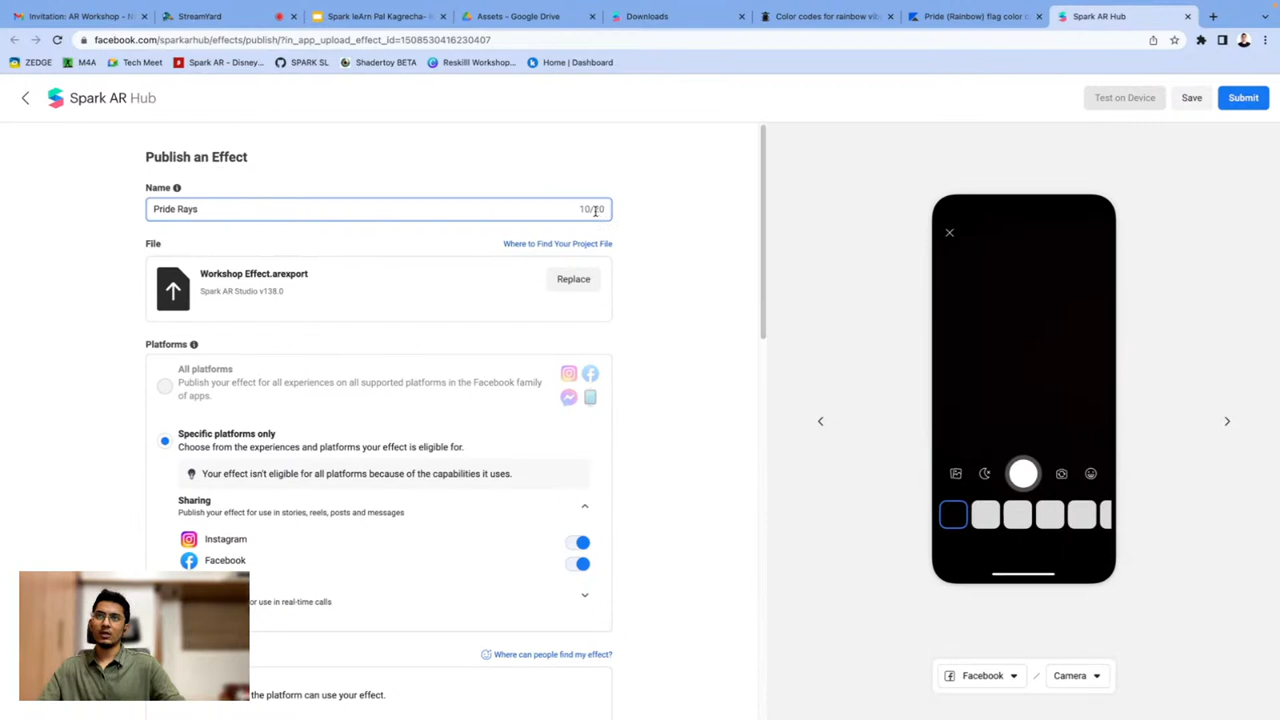 Invitation: AR Workshop - N
StreamYard
Spark leArn Pal Kagrecha-
Assets - Google Drive
Downloads
Color codes for rainbow vib
Pride (Rainbow) flag color c
Spark AR Hub
facebook.com/sparkarhub/effects/publish/?in_app_upload_effect_id=1508530416230407
ZEDGE
M4A
Tech Meet
Spark AR - Disney...
SPARK SL
Shadertoy BETA
Reskilll Workshop...
Home | Dashboard
Spark AR Hub
Test on Device
Save
Submit
Publish an Effect
Name
Pride Rays
10/20
File
Where to Find Your Project File
Workshop Effect.arexport
Spark AR Studio v138.0
Replace
Platforms
All platforms
Publish your effect for all experiences on all supported platforms in the Facebook family
of apps.
Specific platforms only
Choose from the experiences and platforms your effect is eligible for.
Your effect isn't eligible for all platforms because of the capabilities it uses.
Sharing
Publish your effect for use in stories, reels, posts and messages
Instagram
Facebook
or use in real-time calls
Where can people find my effect?
the platform can use your effect.
Facebook
/
Camera